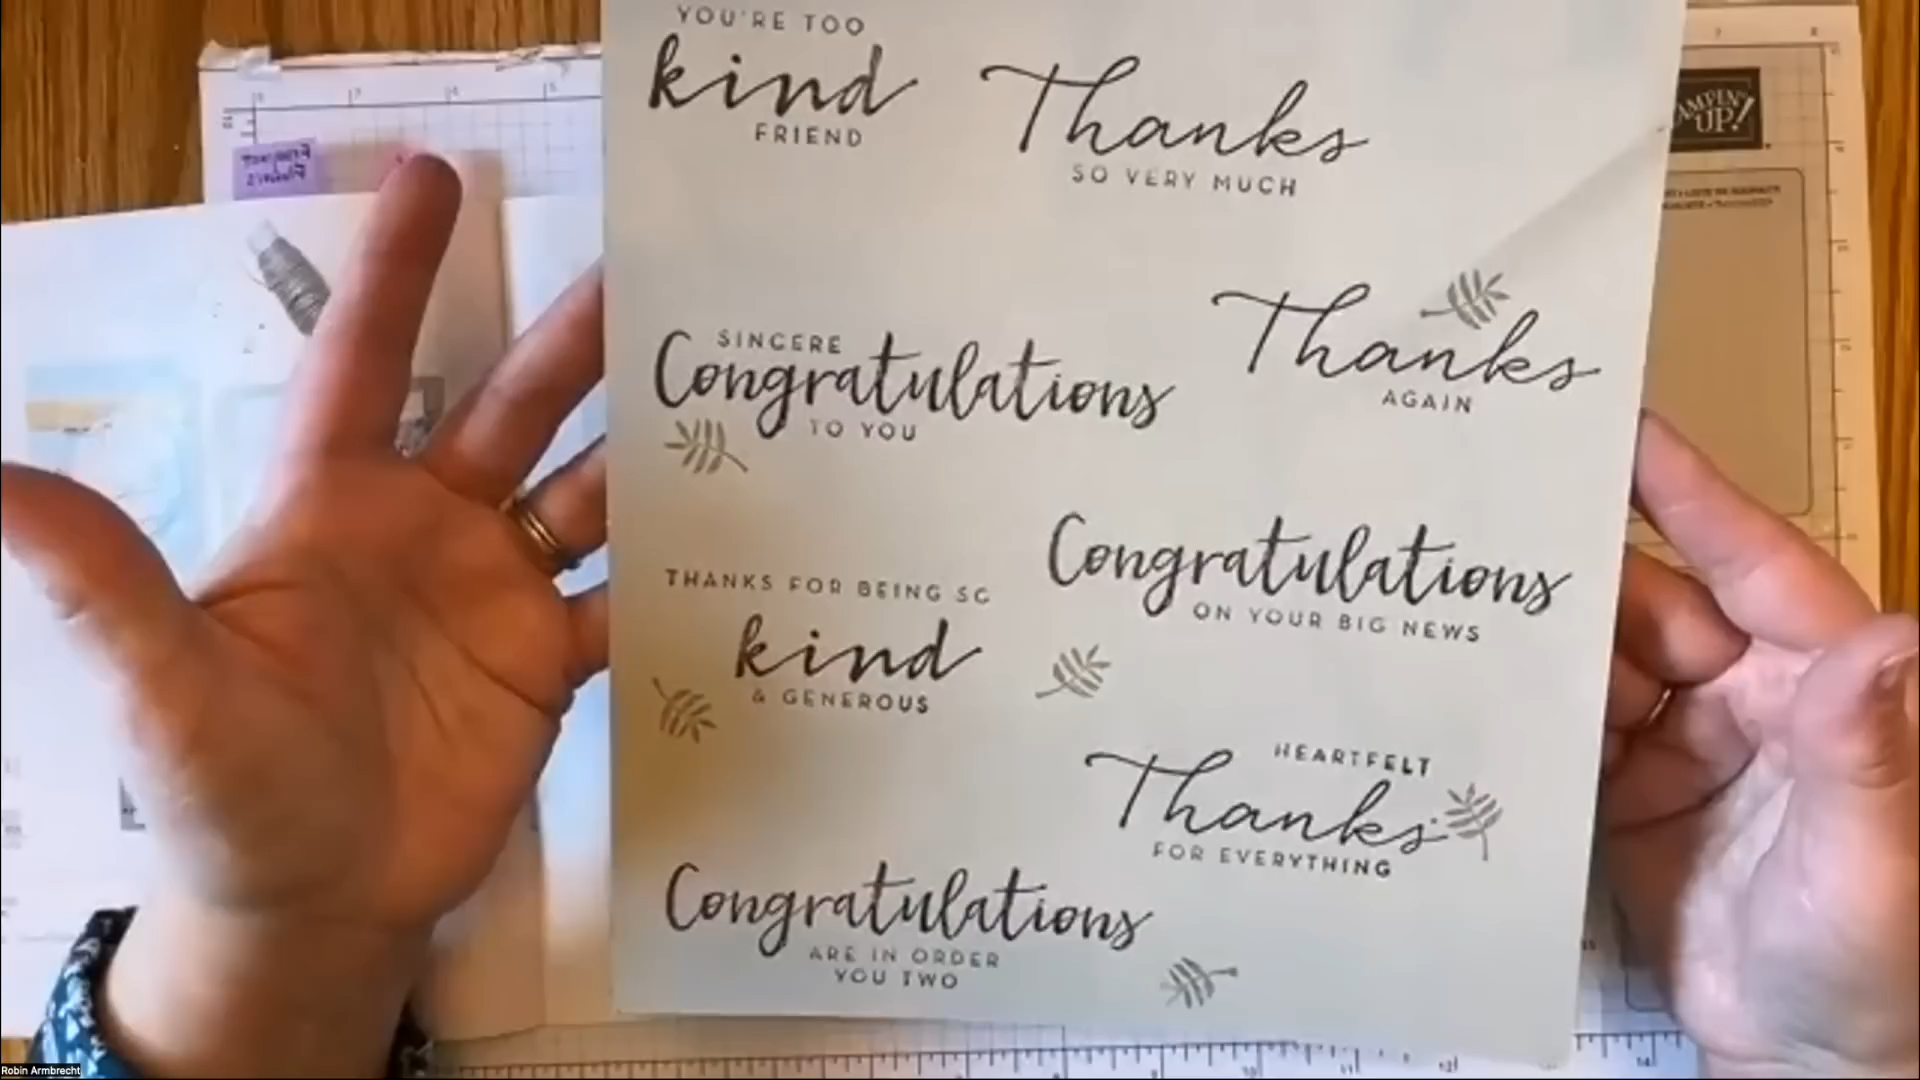 YOU'RE TOO
kind
FRIEND
Thanks
SO VERY MUCH
STAMPIN' UP!
Thanks
AGAIN
SINCERE
Congratulations
TO YOU
Congratulations
ON YOUR BIG NEWS
THANKS FOR BEING SO
kind
& GENEROUS
HEARTFELT
Thanks
FOR EVERYTHING
Congratulations
ARE IN ORDER
YOU TWO
Robin Armbrecht